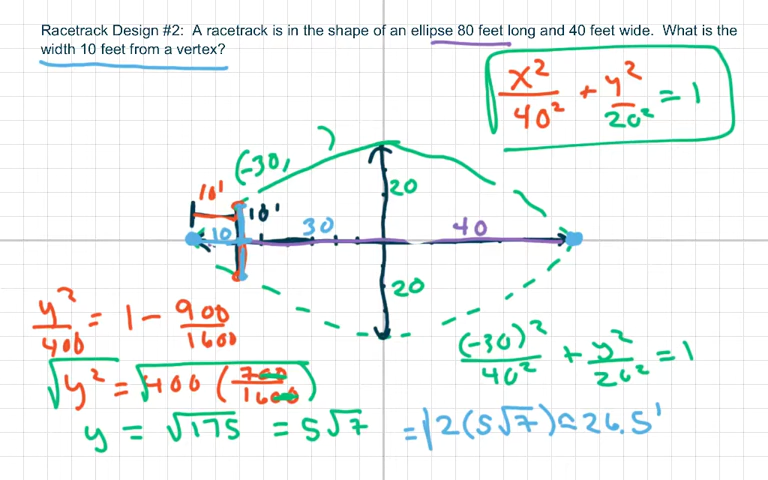 Racetrack Design #2: A racetrack is in the shape of an ellipse 80 feet long and 40 feet wide. What is the
width 10 feet from a vertex?
x²/40² + y²/20² = 1
(-30, )
10'
10'
20
10
30
40
20
y²/400 = 1 - 900/1600
(-30)²/40² + y²/20² = 1
√y² = √400 (700/1600)
y = √175 = 5√7 = 2(5√7) ≈ 26.5'